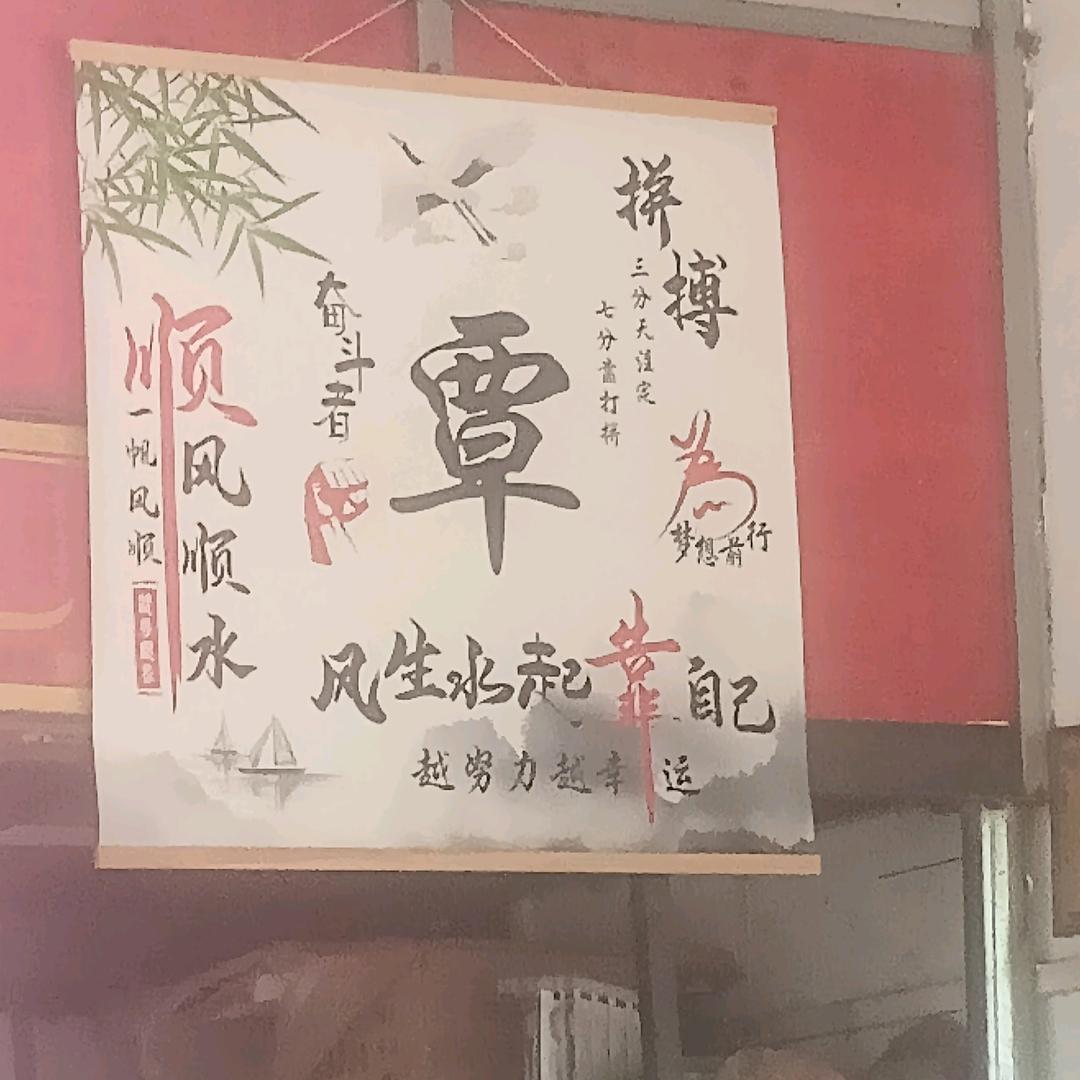 拼搏
三分天注定
七分靠打拼
為
梦想前行
覃
奋斗者
顺风顺水
一帆风顺
风生水起靠自己
越努力越幸运